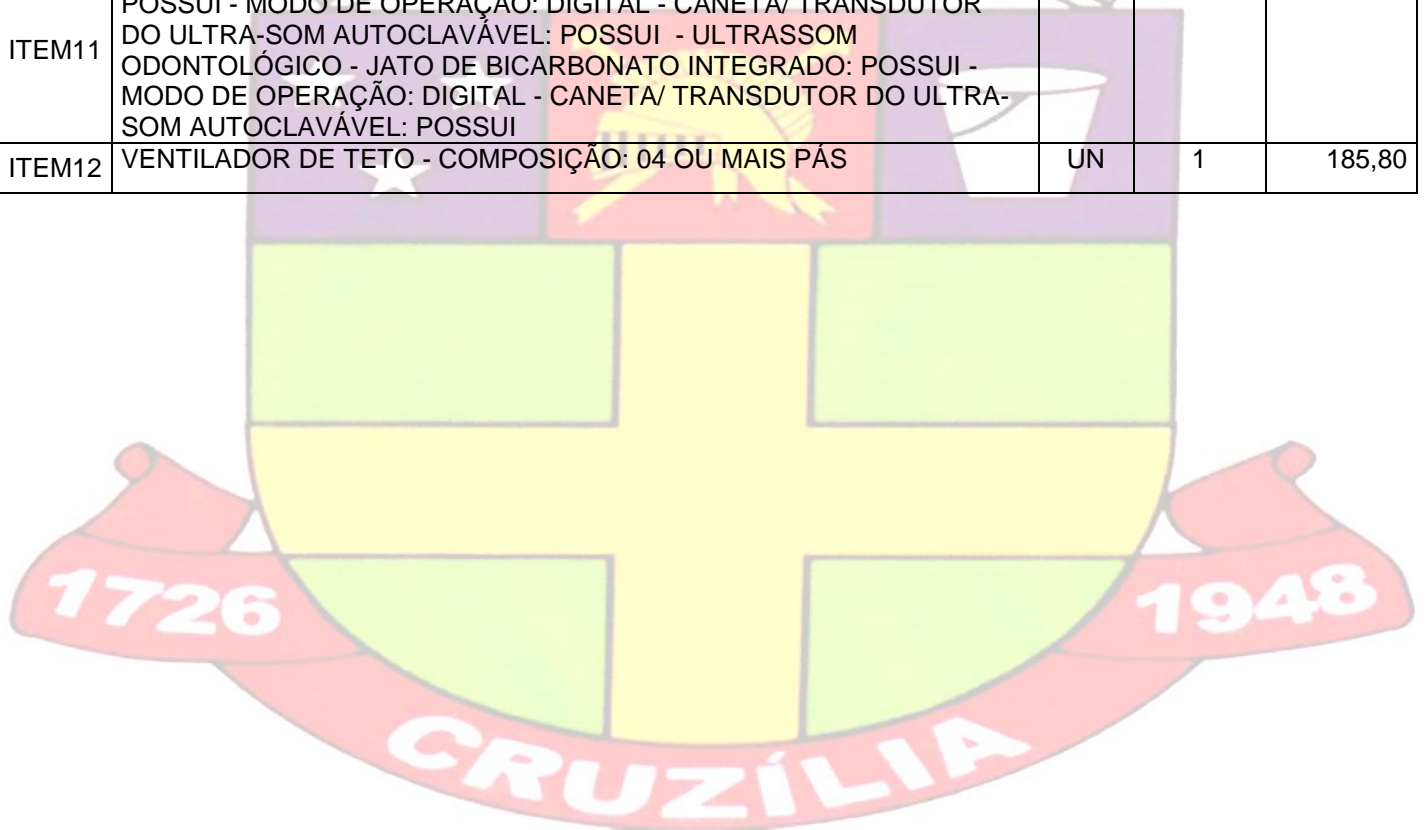 POSSUI - MODO DE OPERAÇÃO: DIGITAL - CANETA/ TRANSDUTOR
DO ULTRA-SOM AUTOCLAVÁVEL: POSSUI - ULTRASSOM
ITEM11
ODONTOLÓGICO - JATO DE BICARBONATO INTEGRADO: POSSUI -
MODO DE OPERAÇÃO: DIGITAL - CANETA/ TRANSDUTOR DO ULTRA-
SOM AUTOCLAVÁVEL: POSSUI
ITEM12 VENTILADOR DE TETO - COMPOSIÇÃO: 04 OU MAIS PÁS UN 1 185,80
1726
1948
CRUZÍLIA